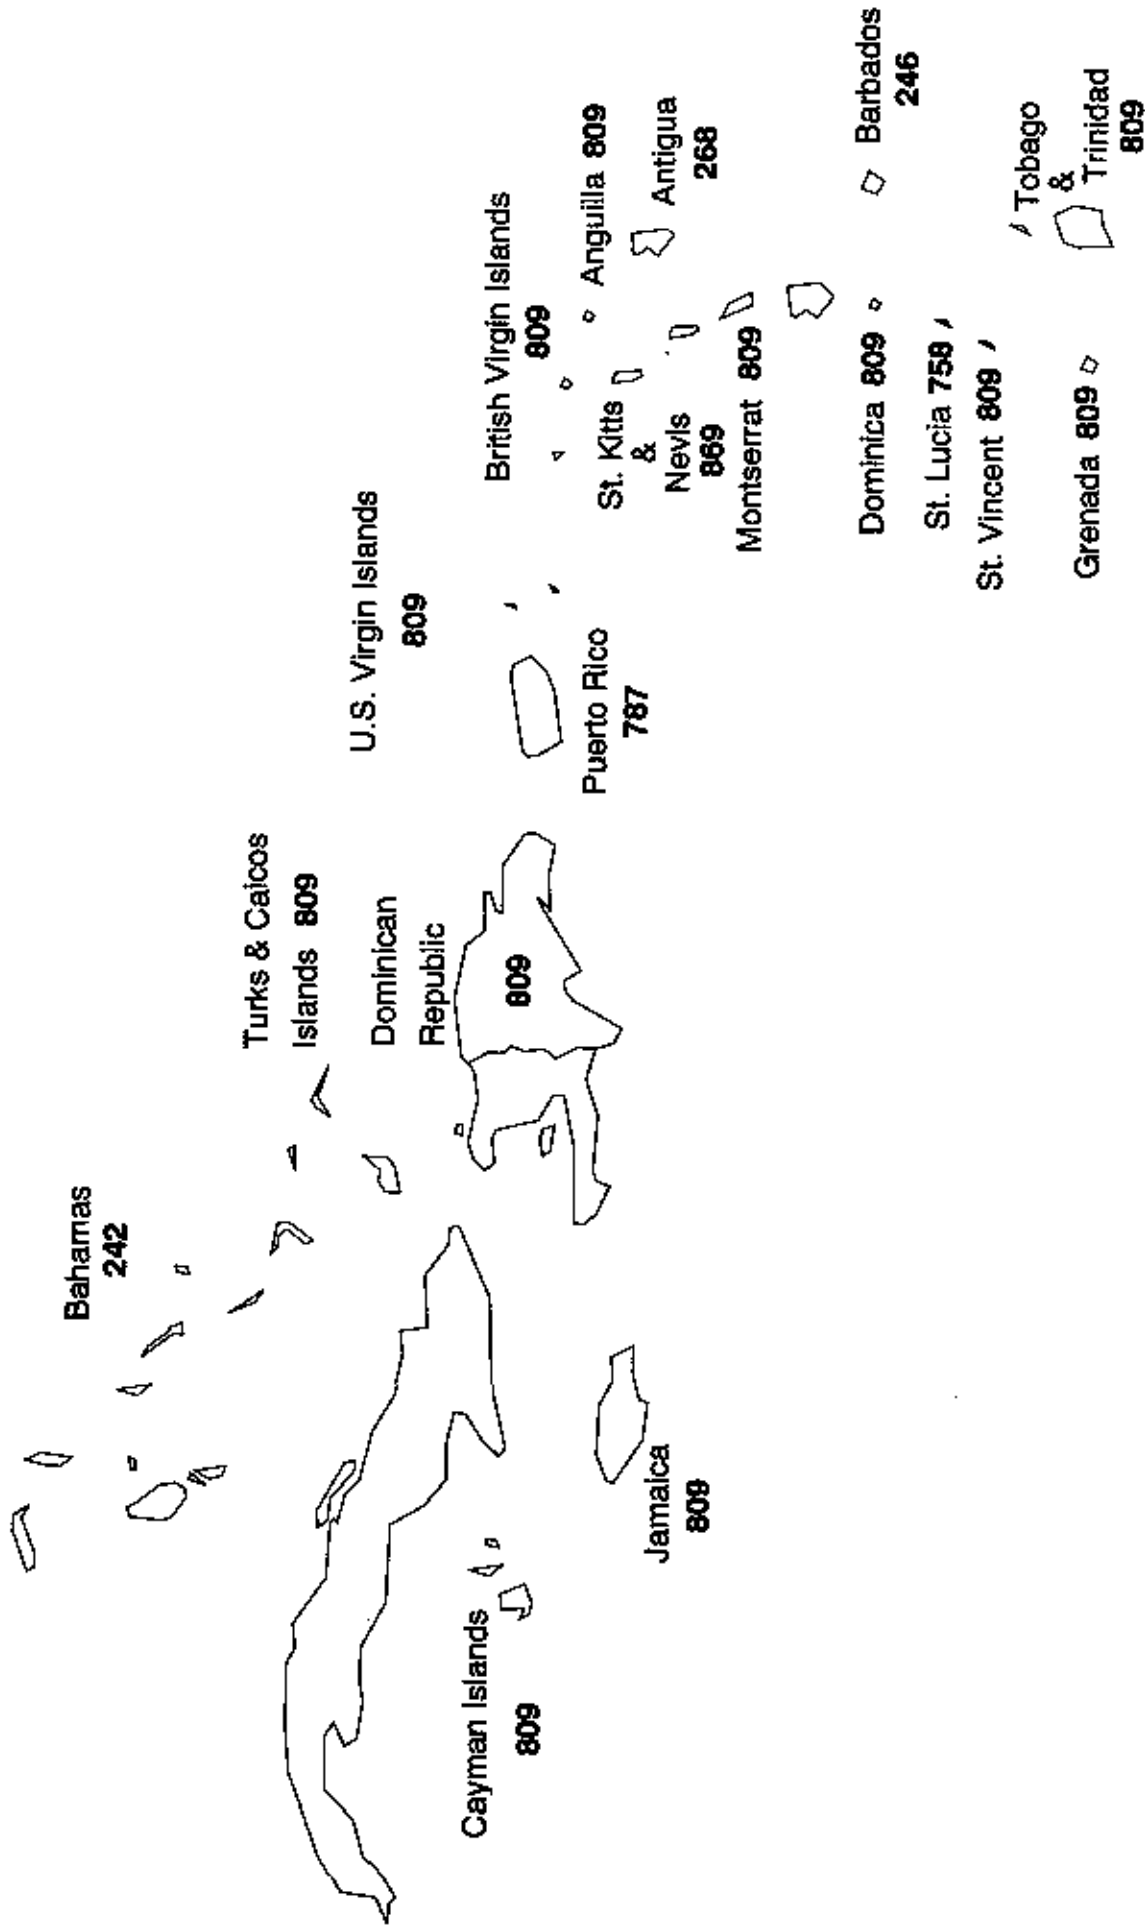 Bahamas
242
Turks & Caicos
Islands 809
Dominican
Republic
809
U.S. Virgin Islands
809
British Virgin Islands
809
Puerto Rico
787
Anguilla 809
St. Kitts
&
Nevis
869
Antigua
268
Montserrat 809
Cayman Islands
809
Jamaica
809
Dominica 809
Barbados
246
St. Lucia 758
St. Vincent 809
Tobago
&
Trinidad
809
Grenada 809